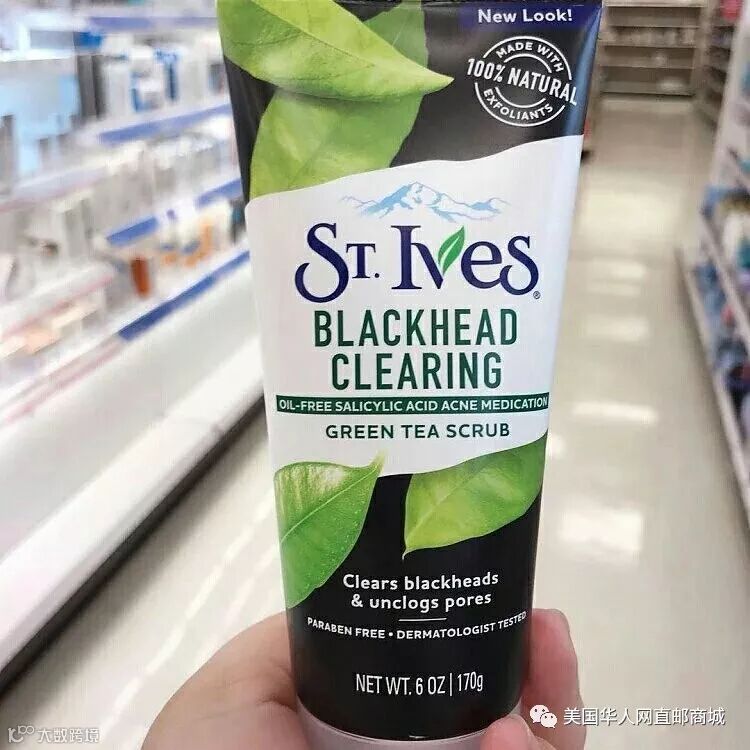 New Look!
MADE WITH
100% NATURAL
EXFOLIANTS
ST. IVES®
BLACKHEAD
CLEARING
OIL-FREE SALICYLIC ACID ACNE MEDICATION
GREEN TEA SCRUB
Clears blackheads
& unclogs pores
PARABEN FREE • DERMATOLOGIST TESTED
NET WT. 6 OZ | 170g
美国华人网直邮商城
大数跨境